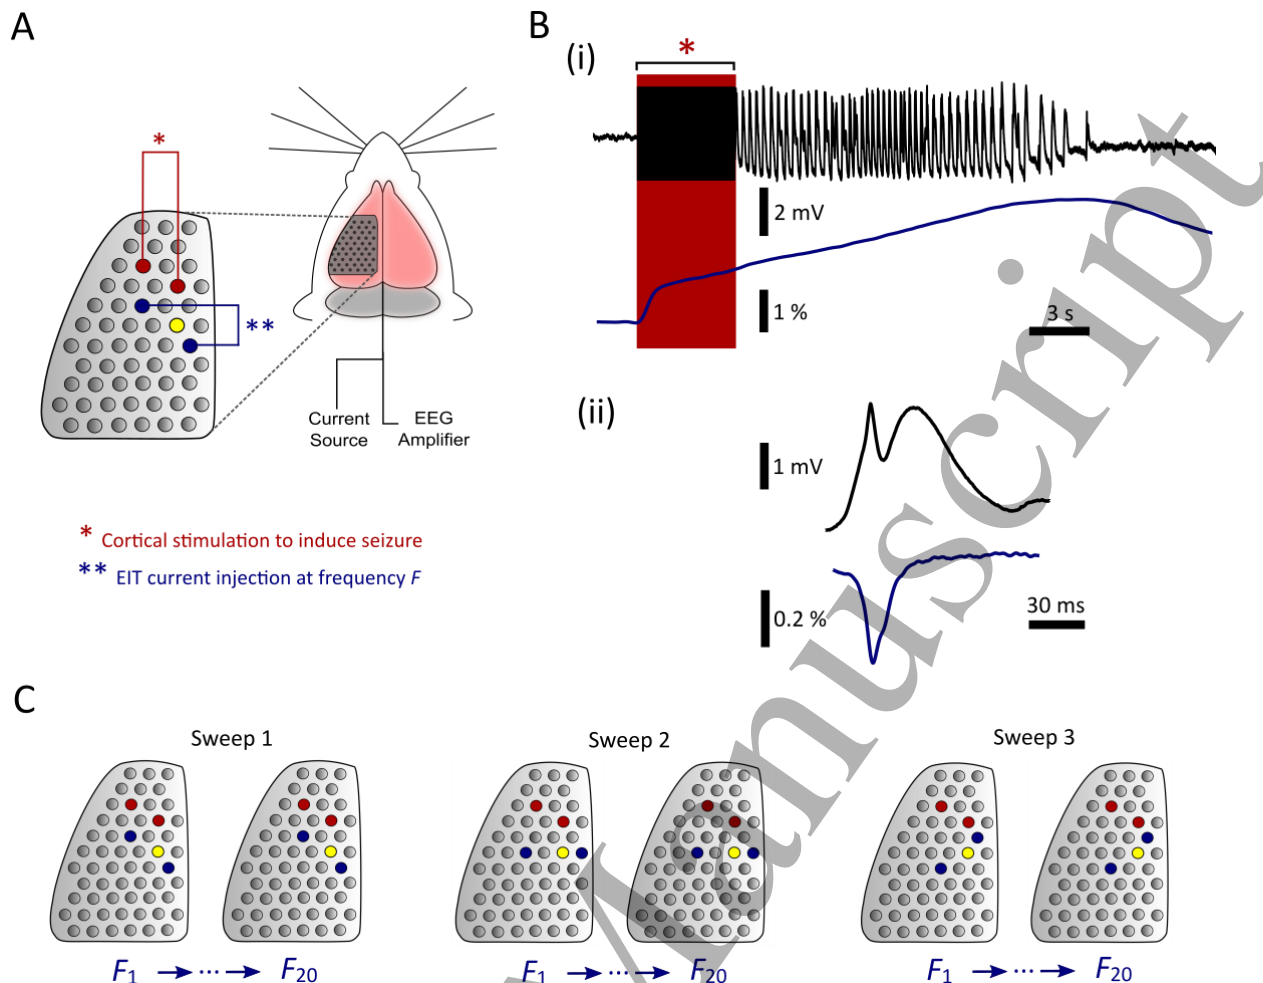 A
B
(i)
*
*
2 mV
**
1 %
3 s
Current
Source
EEG
Amplifier
(ii)
1 mV
* Cortical stimulation to induce seizure
** EIT current injection at frequency F
0.2 %
30 ms
C
Sweep 1
Sweep 2
Sweep 3
F1 → ... → F20
F1 → ... → F20
F1 → ... → F20
Manuscript